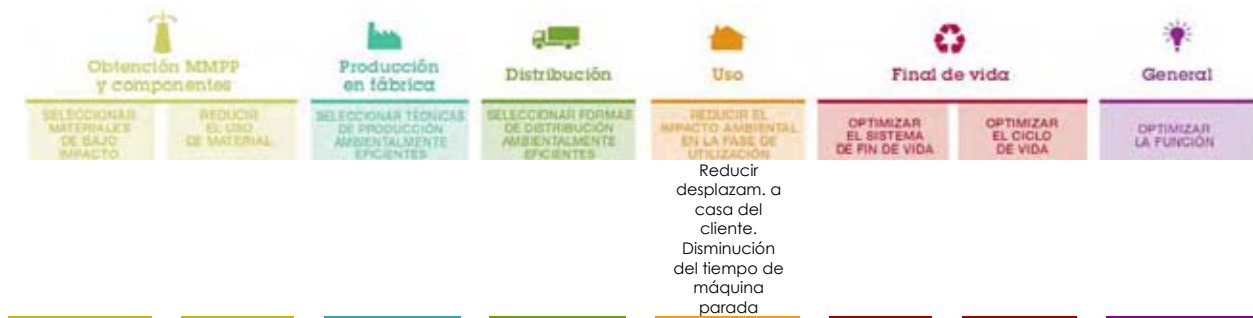 Obtención MMPP
y componentes
Producción
en fábrica
Distribución
Uso
Final de vida
General
SELECCIONAR
MATERIALES
DE BAJO
IMPACTO
REDUCIR
EL USO
DE MATERIAL
SELECCIONAR TÉCNICAS
DE PRODUCCIÓN
AMBIENTALMENTE
EFICIENTES
SELECCIONAR FORMAS
DE DISTRIBUCIÓN
AMBIENTALMENTE
EFICIENTES
REDUCIR EL
IMPACTO AMBIENTAL
EN LA FASE DE
UTILIZACIÓN
OPTIMIZAR
EL SISTEMA
DE FIN DE VIDA
OPTIMIZAR
EL CICLO
DE VIDA
OPTIMIZAR
LA FUNCIÓN
Reducir
desplazam. a
casa del
cliente.
Disminución
del tiempo de
máquina
parada